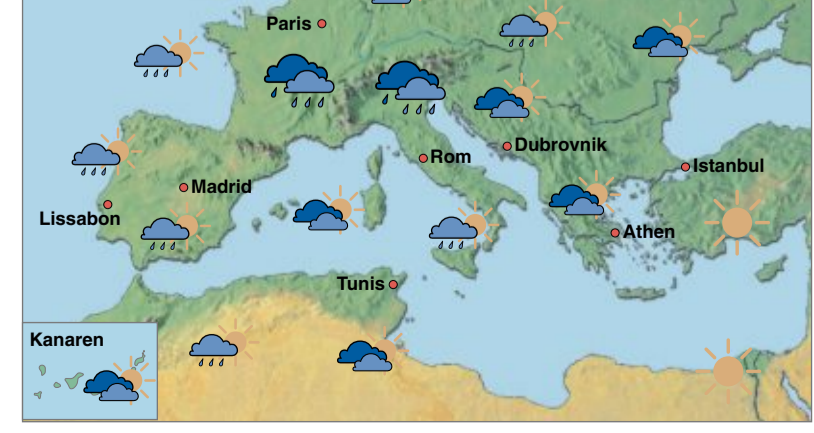 Paris
Dubrovnik
Rom
Istanbul
Madrid
Lissabon
Athen
Tunis
Kanaren